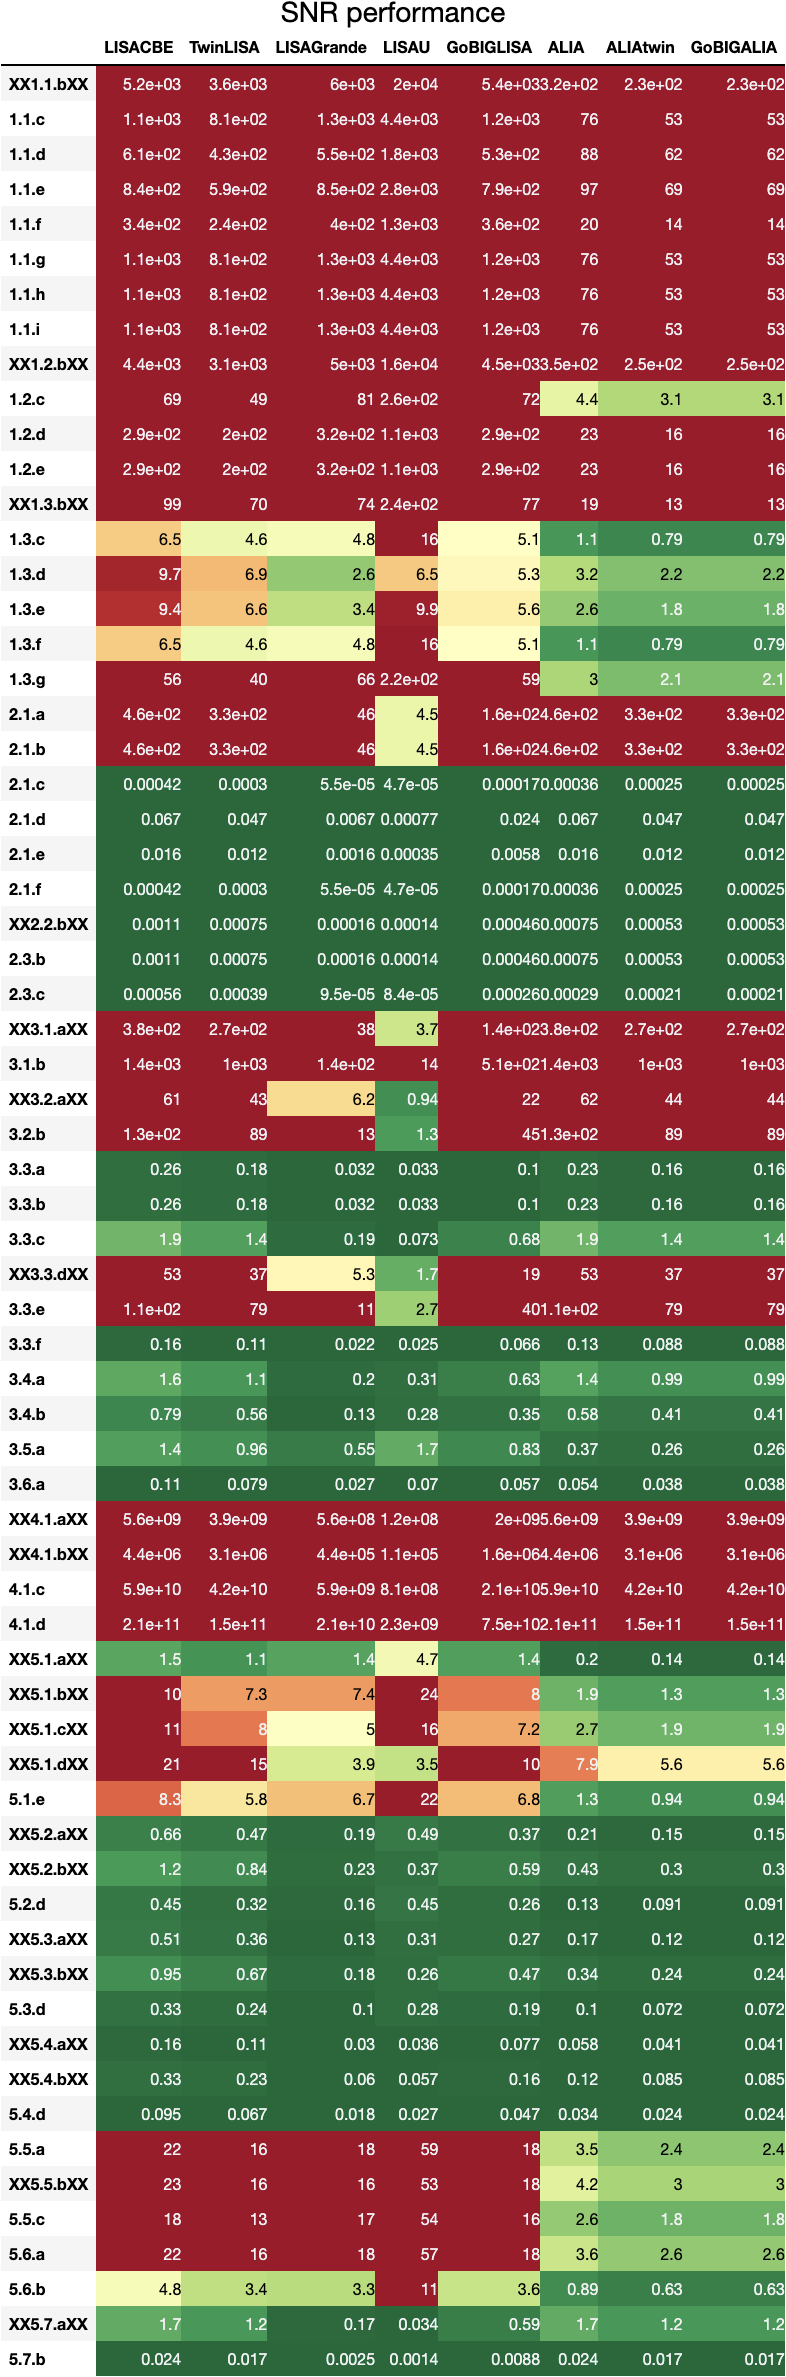 SNR performance
LISACBE TwinLISA LISAGrande LISAU GoBIGLISA ALIA ALIAtwin GoBIGALIA
XX1.1.bXX 5.2e+03 3.6e+03 6e+03 2e+04 5.4e+03 3.2e+02 2.3e+02 2.3e+02
1.1.c 1.1e+03 8.1e+02 1.3e+03 4.4e+03 1.2e+03 76 53 53
1.1.d 6.1e+02 4.3e+02 5.5e+02 1.8e+03 5.3e+02 88 62 62
1.1.e 8.4e+02 5.9e+02 8.5e+02 2.8e+03 7.9e+02 97 69 69
1.1.f 3.4e+02 2.4e+02 4e+02 1.3e+03 3.6e+02 20 14 14
1.1.g 1.1e+03 8.1e+02 1.3e+03 4.4e+03 1.2e+03 76 53 53
1.1.h 1.1e+03 8.1e+02 1.3e+03 4.4e+03 1.2e+03 76 53 53
1.1.i 1.1e+03 8.1e+02 1.3e+03 4.4e+03 1.2e+03 76 53 53
XX1.2.bXX 4.4e+03 3.1e+03 5e+03 1.6e+04 4.5e+03 3.5e+02 2.5e+02 2.5e+02
1.2.c 69 49 81 2.6e+02 72 4.4 3.1 3.1
1.2.d 2.9e+02 2e+02 3.2e+02 1.1e+03 2.9e+02 23 16 16
1.2.e 2.9e+02 2e+02 3.2e+02 1.1e+03 2.9e+02 23 16 16
XX1.3.bXX 99 70 74 2.4e+02 77 19 13 13
1.3.c 6.5 4.6 4.8 16 5.1 1.1 0.79 0.79
1.3.d 9.7 6.9 2.6 6.5 5.3 3.2 2.2 2.2
1.3.e 9.4 6.6 3.4 9.9 5.6 2.6 1.8 1.8
1.3.f 6.5 4.6 4.8 16 5.1 1.1 0.79 0.79
1.3.g 56 40 66 2.2e+02 59 3 2.1 2.1
2.1.a 4.6e+02 3.3e+02 46 4.5 1.6e+02 4.6e+02 3.3e+02 3.3e+02
2.1.b 4.6e+02 3.3e+02 46 4.5 1.6e+02 4.6e+02 3.3e+02 3.3e+02
2.1.c 0.00042 0.0003 5.5e-05 4.7e-05 0.00017 0.00036 0.00025 0.00025
2.1.d 0.067 0.047 0.0067 0.00077 0.024 0.067 0.047 0.047
2.1.e 0.016 0.012 0.0016 0.00035 0.0058 0.016 0.012 0.012
2.1.f 0.00042 0.0003 5.5e-05 4.7e-05 0.00017 0.00036 0.00025 0.00025
XX2.2.bXX 0.0011 0.00075 0.00016 0.00014 0.00046 0.00075 0.00053 0.00053
2.3.b 0.0011 0.00075 0.00016 0.00014 0.00046 0.00075 0.00053 0.00053
2.3.c 0.00056 0.00039 9.5e-05 8.4e-05 0.00026 0.00029 0.00021 0.00021
XX3.1.aXX 3.8e+02 2.7e+02 38 3.7 1.4e+02 3.8e+02 2.7e+02 2.7e+02
3.1.b 1.4e+03 1e+03 1.4e+02 14 5.1e+02 1.4e+03 1e+03 1e+03
XX3.2.aXX 61 43 6.2 0.94 22 62 44 44
3.2.b 1.3e+02 89 13 1.3 45 1.3e+02 89 89
3.3.a 0.26 0.18 0.032 0.033 0.1 0.23 0.16 0.16
3.3.b 0.26 0.18 0.032 0.033 0.1 0.23 0.16 0.16
3.3.c 1.9 1.4 0.19 0.073 0.68 1.9 1.4 1.4
XX3.3.dXX 53 37 5.3 1.7 19 53 37 37
3.3.e 1.1e+02 79 11 2.7 40 1.1e+02 79 79
3.3.f 0.16 0.11 0.022 0.025 0.066 0.13 0.088 0.088
3.4.a 1.6 1.1 0.2 0.31 0.63 1.4 0.99 0.99
3.4.b 0.79 0.56 0.13 0.28 0.35 0.58 0.41 0.41
3.5.a 1.4 0.96 0.55 1.7 0.83 0.37 0.26 0.26
3.6.a 0.11 0.079 0.027 0.07 0.057 0.054 0.038 0.038
XX4.1.aXX 5.6e+09 3.9e+09 5.6e+08 1.2e+08 2e+09 5.6e+09 3.9e+09 3.9e+09
XX4.1.bXX 4.4e+06 3.1e+06 4.4e+05 1.1e+05 1.6e+06 4.4e+06 3.1e+06 3.1e+06
4.1.c 5.9e+10 4.2e+10 5.9e+09 8.1e+08 2.1e+10 5.9e+10 4.2e+10 4.2e+10
4.1.d 2.1e+11 1.5e+11 2.1e+10 2.3e+09 7.5e+10 2.1e+11 1.5e+11 1.5e+11
XX5.1.aXX 1.5 1.1 1.4 4.7 1.4 0.2 0.14 0.14
XX5.1.bXX 10 7.3 7.4 24 8 1.9 1.3 1.3
XX5.1.cXX 11 8 5 16 7.2 2.7 1.9 1.9
XX5.1.dXX 21 15 3.9 3.5 10 7.9 5.6 5.6
5.1.e 8.3 5.8 6.7 22 6.8 1.3 0.94 0.94
XX5.2.aXX 0.66 0.47 0.19 0.49 0.37 0.21 0.15 0.15
XX5.2.bXX 1.2 0.84 0.23 0.37 0.59 0.43 0.3 0.3
5.2.d 0.45 0.32 0.16 0.45 0.26 0.13 0.091 0.091
XX5.3.aXX 0.51 0.36 0.13 0.31 0.27 0.17 0.12 0.12
XX5.3.bXX 0.95 0.67 0.18 0.26 0.47 0.34 0.24 0.24
5.3.d 0.33 0.24 0.1 0.28 0.19 0.1 0.072 0.072
XX5.4.aXX 0.16 0.11 0.03 0.036 0.077 0.058 0.041 0.041
XX5.4.bXX 0.33 0.23 0.06 0.057 0.16 0.12 0.085 0.085
5.4.d 0.095 0.067 0.018 0.027 0.047 0.034 0.024 0.024
5.5.a 22 16 18 59 18 3.5 2.4 2.4
XX5.5.bXX 23 16 16 53 18 4.2 3 3
5.5.c 18 13 17 54 16 2.6 1.8 1.8
5.6.a 22 16 18 57 18 3.6 2.6 2.6
5.6.b 4.8 3.4 3.3 11 3.6 0.89 0.63 0.63
XX5.7.aXX 1.7 1.2 0.17 0.034 0.59 1.7 1.2 1.2
5.7.b 0.024 0.017 0.0025 0.0014 0.0088 0.024 0.017 0.017